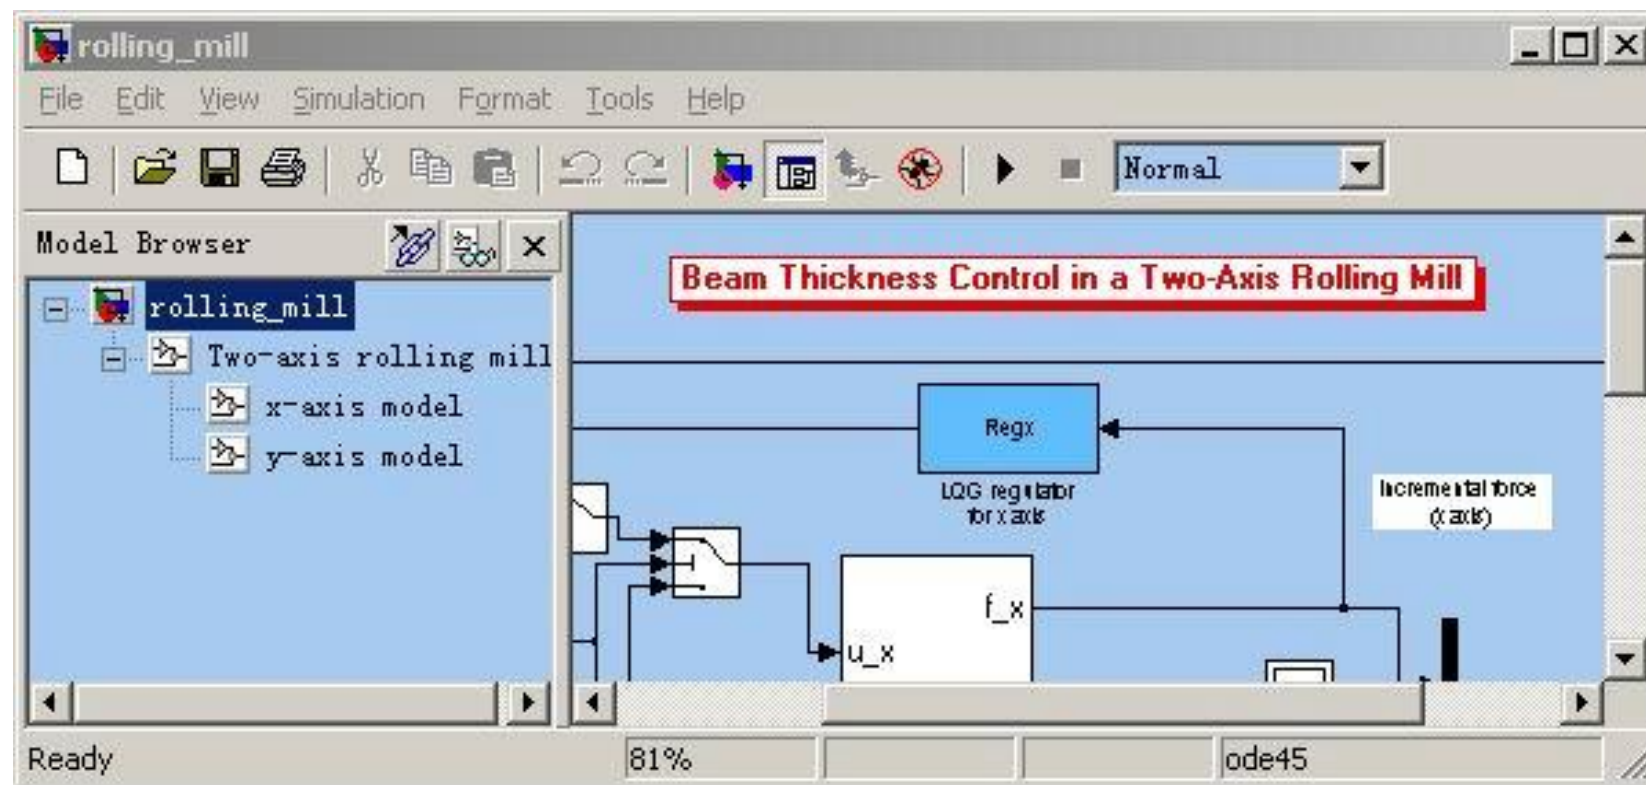 rolling_mill
File Edit View Simulation Format Tools Help
Normal
Model Browser
rolling_mill
Two-axis rolling mill
x-axis model
y-axis model
Beam Thickness Control in a Two-Axis Rolling Mill
Regx
LQG regulator
for x axis
Incremental force
(x axis)
f_x
u_x
Ready
81%
ode45